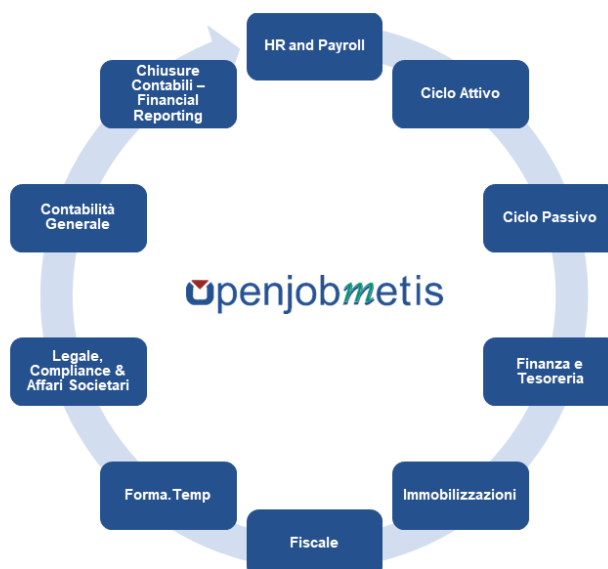 HR and Payroll
Ciclo Attivo
Ciclo Passivo
Finanza e
Tesoreria
Immobilizzazioni
Fiscale
Forma.Temp
Legale,
Compliance &
Affari Societari
Contabilità
Generale
Chiusure
Contabili –
Financial
Reporting
Openjobmetis